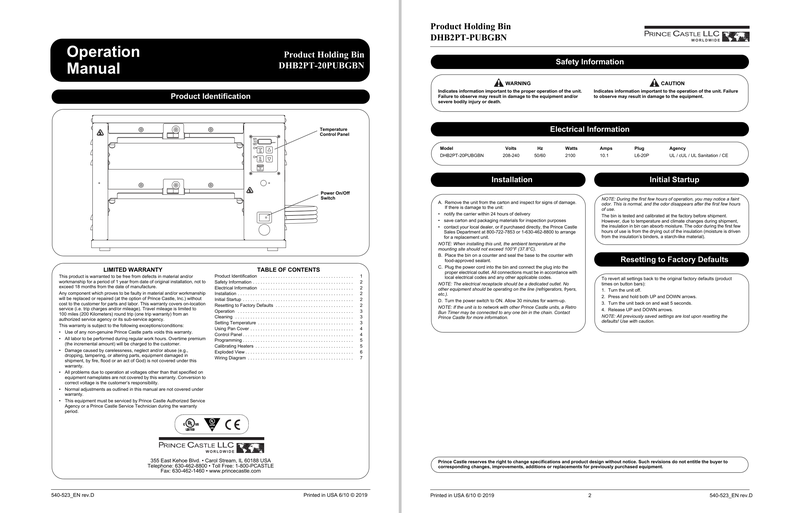 Operation
Manual
Product Holding Bin
DHB2PT-20PUBGBN
Product Identification
Temperature
Control Panel
Power On/Off
Switch
LIMITED WARRANTY
This product is warranted to be free from defects in material and/or
workmanship for a period of 1 year from date of original installation, not to
exceed 18 months from the date of manufacture.
Any component which proves to be faulty in material and/or workmanship
will be replaced or repaired (at the option of Prince Castle, Inc.) without
cost to the customer for parts and labor. This warranty covers on-location
service (i.e. trip charges and/or mileage). Travel mileage is limited to
100 miles (200 Kilometers) round trip (one trip warranty) from an
authorized service agency or its sub-service agency.
This warranty is subject to the following exceptions/conditions:
• Use of any non-genuine Prince Castle parts voids this warranty.
• All labor to be performed during regular work hours. Overtime premium
(the incremental amount) will be charged to the customer.
• Damage caused by carelessness, neglect and/or abuse (e.g.,
dropping, tampering, or altering parts, equipment damaged in
shipment, by fire, flood or an act of God) is not covered under this
warranty.
• All problems due to operation at voltages other than that specified on
equipment nameplates are not covered by this warranty. Conversion to
correct voltage is the customer's responsibility.
• Normal adjustments as outlined in this manual are not covered under
warranty.
• This equipment must be serviced by Prince Castle Authorized Service
Agency or a Prince Castle Service Technician during the warranty
period.
TABLE OF CONTENTS
Product Identification 1
Safety Information 2
Electrical Information 2
Installation 2
Initial Startup 2
Resetting to Factory Defaults 2
Operation 3
Cleaning 3
Setting Temperature 3
Using Pan Cover 4
Control Panel 4
Programming 5
Calibrating Heaters 5
Exploded View 6
Wiring Diagram 7
PRINCE CASTLE LLC
WORLDWIDE
355 East Kehoe Blvd. • Carol Stream, IL 60188 USA
Telephone: 630-462-8800 • Toll Free: 1-800-PCASTLE
Fax: 630-462-1460 • www.princecastle.com
540-523_EN rev.D Printed in USA 6/10 © 2019
Product Holding Bin
DHB2PT-PUBGBN
PRINCE CASTLE LLC
WORLDWIDE
Safety Information
WARNING
Indicates information important to the proper operation of the unit.
Failure to observe may result in damage to the equipment and/or
severe bodily injury or death.
CAUTION
Indicates information important to the operation of the unit. Failure
to observe may result in damage to the equipment.
Electrical Information
Model Volts Hz Watts Amps Plug Agency
DHB2PT-20PUBGBN 208-240 50/60 2100 10.1 L6-20P UL / cUL / UL Sanitation / CE
Installation
A. Remove the unit from the carton and inspect for signs of damage.
If there is damage to the unit:
• notify the carrier within 24 hours of delivery
• save carton and packaging materials for inspection purposes
• contact your local dealer, or if purchased directly, the Prince Castle
Sales Department at 800-722-7853 or 1-630-462-8800 to arrange
for a replacement unit.
NOTE: When installing this unit, the ambient temperature at the
mounting site should not exceed 100°F (37.8°C).
B. Place the bin on a counter and seal the base to the counter with
food-approved sealant.
C. Plug the power cord into the bin and connect the plug into the
proper electrical outlet. All connections must be in accordance with
local electrical codes and any other applicable codes.
NOTE: The electrical receptacle should be a dedicated outlet. No
other equipment should be operating on the line (refrigerators, fryers,
etc.).
D. Turn the power switch to ON. Allow 30 minutes for warm-up.
NOTE: If the unit is to network with other Prince Castle units, a Retro
Bun Timer may be connected to any one bin in the chain. Contact
Prince Castle for more information.
Initial Startup
NOTE: During the first few hours of operation, you may notice a faint
odor. This is normal, and the odor disappears after the first few hours
of use.
The bin is tested and calibrated at the factory before shipment.
However, due to temperature and climate changes during shipment,
the insulation in bin can absorb moisture. The odor during the first few
hours of use is from the drying out of the insulation (moisture is driven
from the insulation's binders, a starch-like material).
Resetting to Factory Defaults
To revert all settings back to the original factory defaults (product
times on button bars):
1. Turn the unit off.
2. Press and hold both UP and DOWN arrows.
3. Turn the unit back on and wait 5 seconds.
4. Release UP and DOWN arrows.
NOTE: All previously saved settings are lost upon resetting the
defaults! Use with caution.
Prince Castle reserves the right to change specifications and product design without notice. Such revisions do not entitle the buyer to
corresponding changes, improvements, additions or replacements for previously purchased equipment.
Printed in USA 6/10 © 2019 2 540-523_EN rev.D